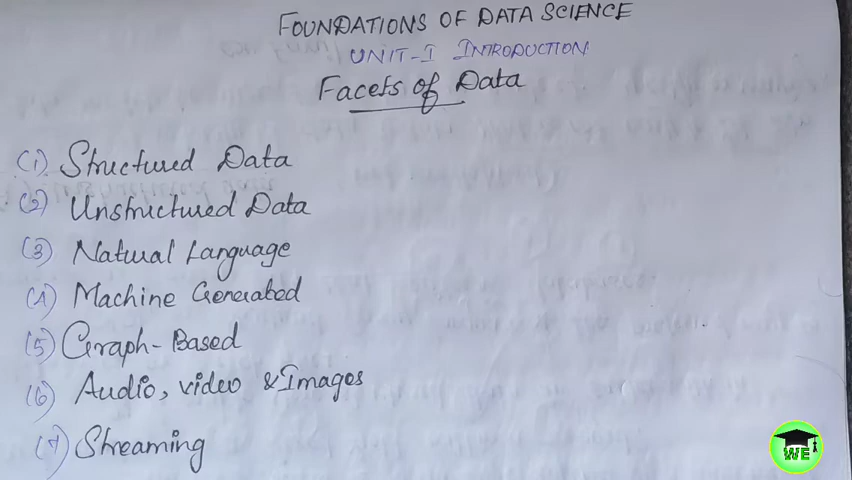 FOUNDATIONS OF DATA SCIENCE
UNIT-I INTRODUCTION
Facets of Data
(1) Structured Data
(2) Unstructured Data
(3) Natural Language
(4) Machine Generated
(5) Graph-Based
(6) Audio, video & Images
(7) Streaming
WE